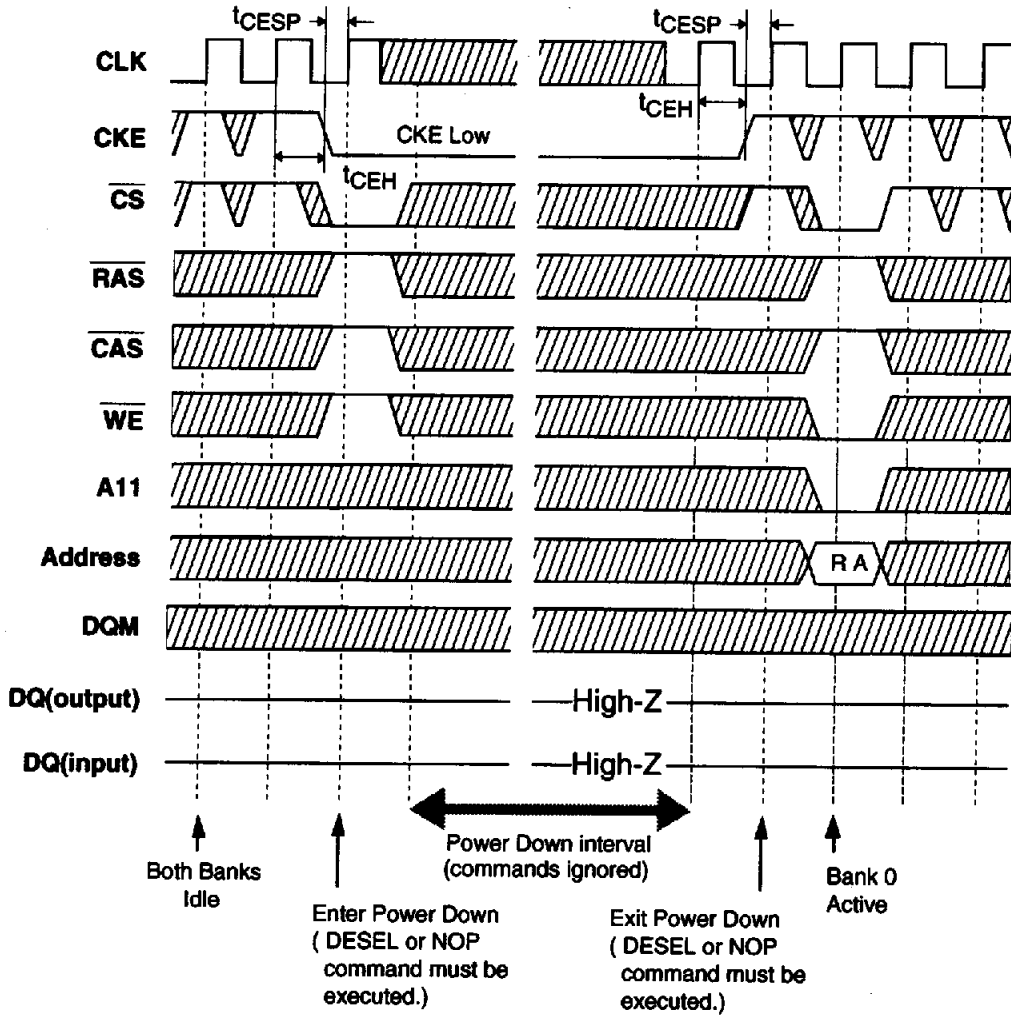 tCESP
tCESP
CLK
tCEH
CKE
CKE Low
tCEH
CS
RAS
CAS
WE
A11
Address
R A
DQM
DQ(output)
High-Z
DQ(input)
High-Z
Power Down interval
(commands ignored)
Both Banks
Idle
Bank 0
Active
Enter Power Down
( DESEL or NOP
command must be
executed.)
Exit Power Down
( DESEL or NOP
command must be
executed.)